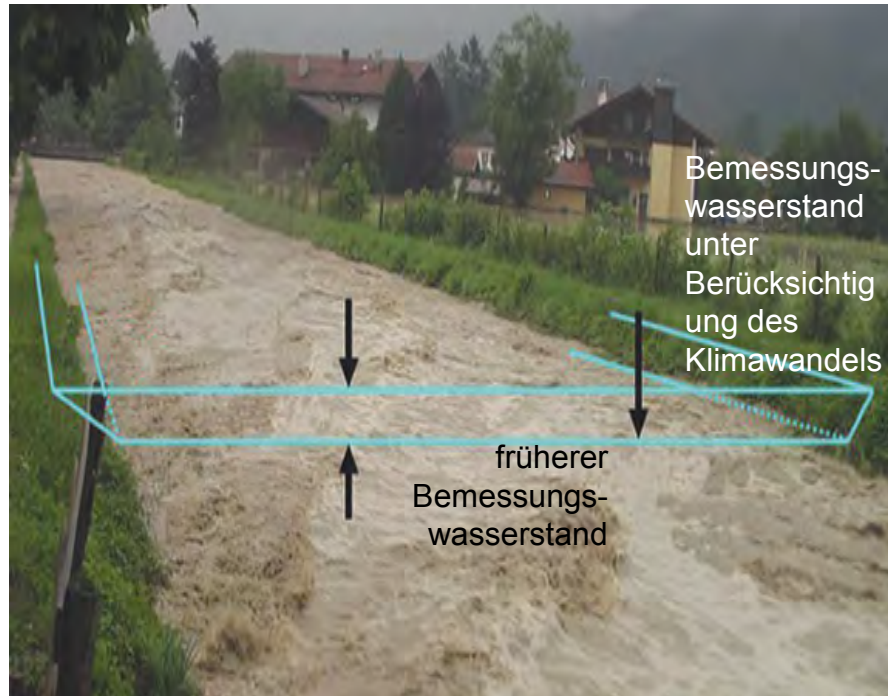 Bemessungs-
wasserstand
unter
Berücksichtig
ung des
Klimawandels
früherer
Bemessungs-
wasserstand